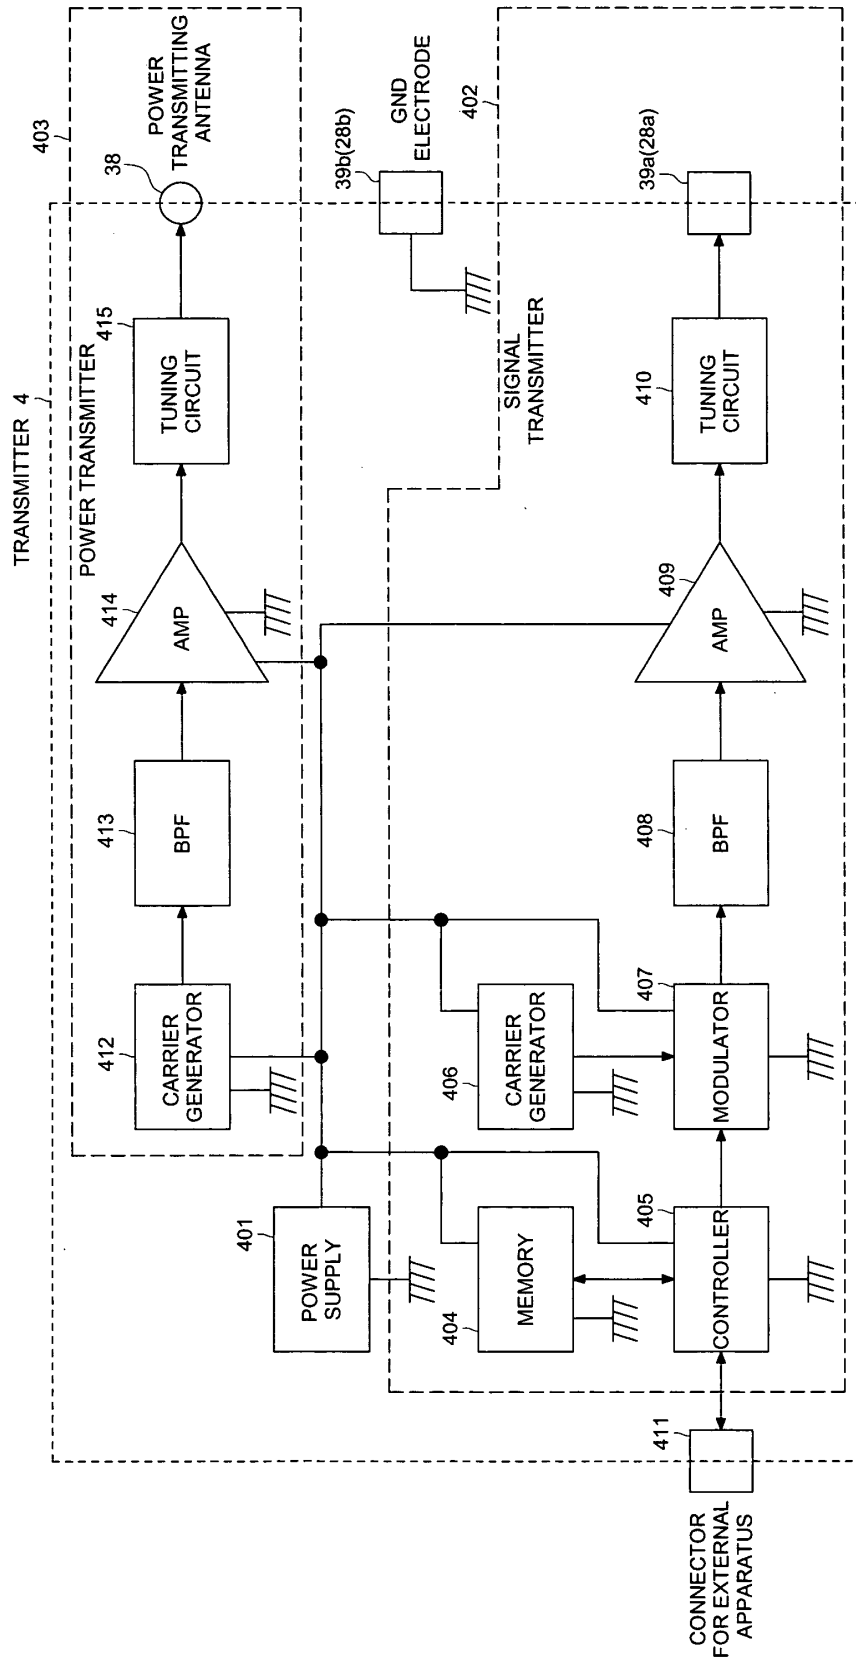 TRANSMITTER 4
403
POWER TRANSMITTER
412
CARRIER
GENERATOR
413
BPF
414
AMP
415
TUNING
CIRCUIT
38
POWER
TRANSMITTING
ANTENNA
401
POWER
SUPPLY
39b(28b)
GND
ELECTRODE
402
SIGNAL
TRANSMITTER
404
MEMORY
406
CARRIER
GENERATOR
411
CONNECTOR
FOR EXTERNAL
APPARATUS
405
CONTROLLER
407
MODULATOR
408
BPF
409
AMP
410
TUNING
CIRCUIT
39a(28a)